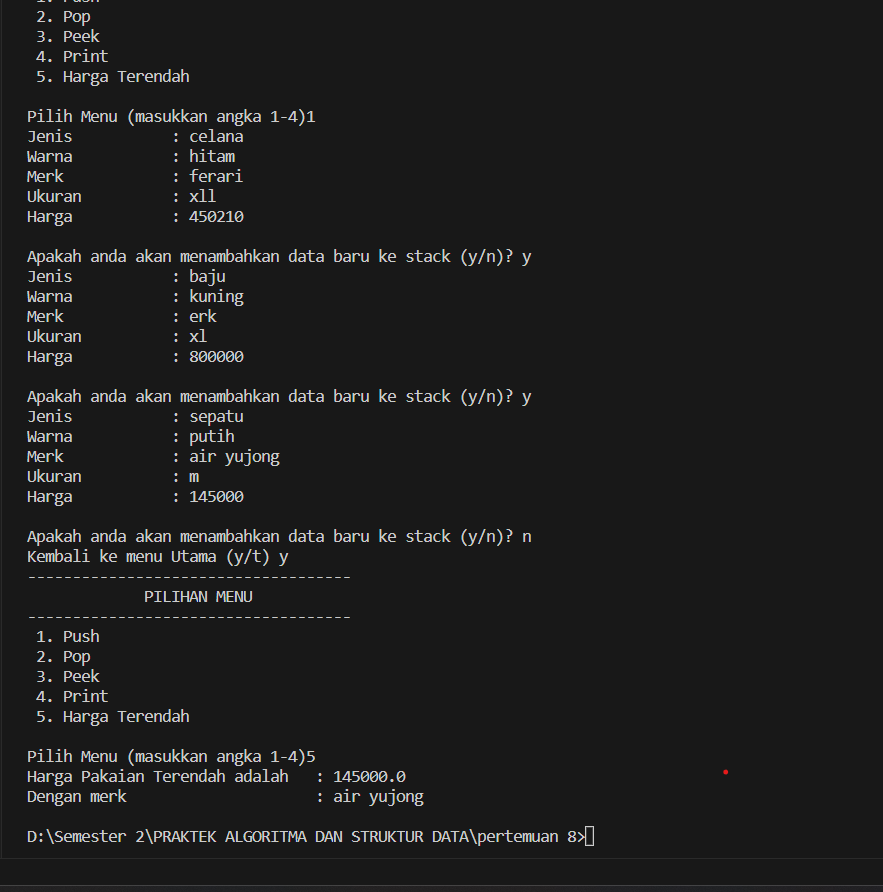 2. Pop
3. Peek
4. Print
5. Harga Terendah
Pilih Menu (masukkan angka 1-4)1
Jenis : celana
Warna : hitam
Merk : ferari
Ukuran : xll
Harga : 450210
Apakah anda akan menambahkan data baru ke stack (y/n)? y
Jenis : baju
Warna : kuning
Merk : erk
Ukuran : xl
Harga : 800000
Apakah anda akan menambahkan data baru ke stack (y/n)? y
Jenis : sepatu
Warna : putih
Merk : air yujong
Ukuran : m
Harga : 145000
Apakah anda akan menambahkan data baru ke stack (y/n)? n
Kembali ke menu Utama (y/t) y
------------------------------------
PILIHAN MENU
------------------------------------
1. Push
2. Pop
3. Peek
4. Print
5. Harga Terendah
Pilih Menu (masukkan angka 1-4)5
Harga Pakaian Terendah adalah : 145000.0
Dengan merk : air yujong
D:\Semester 2\PRAKTEK ALGORITMA DAN STRUKTUR DATA\pertemuan 8>